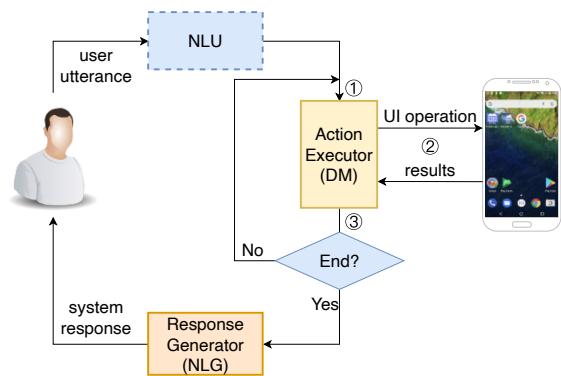 user
utterance
NLU
①
Action
Executor
(DM)
UI operation
②
results
③
End?
No
Yes
Response
Generator
(NLG)
system
response